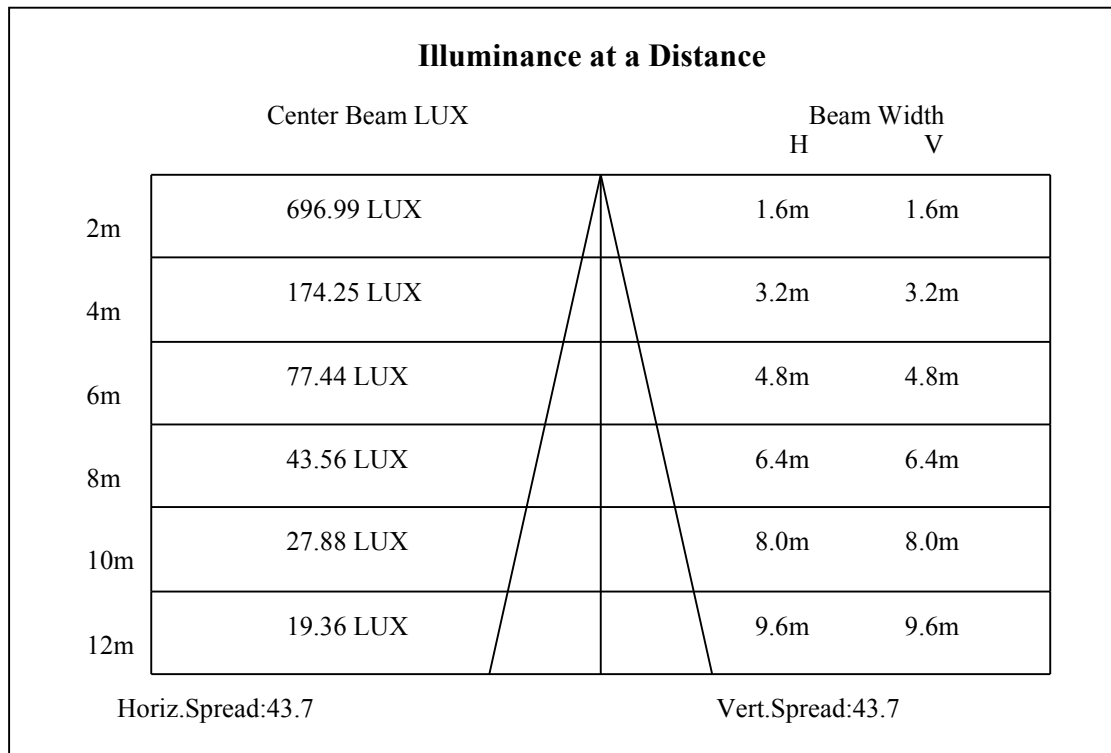 Illuminance at a Distance
Center Beam LUX Beam Width
H V
2m 696.99 LUX 1.6m 1.6m
4m 174.25 LUX 3.2m 3.2m
6m 77.44 LUX 4.8m 4.8m
8m 43.56 LUX 6.4m 6.4m
10m 27.88 LUX 8.0m 8.0m
12m 19.36 LUX 9.6m 9.6m
Horiz.Spread:43.7 Vert.Spread:43.7